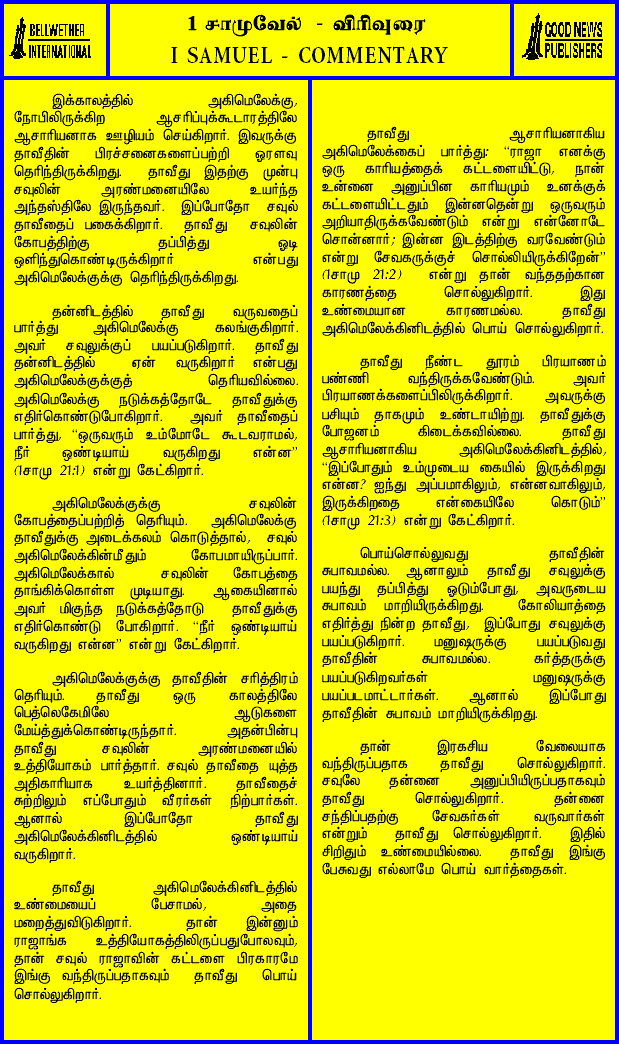 BELLWETHER
INTERNATIONAL
1 சாமுவேல் - விரிவுரை
I SAMUEL - COMMENTARY
GOOD NEWS
PUBLISHERS
இக்காலத்தில் அகிமெலேக்கு,
நோபிலிருக்கிற ஆசரிப்புக்கூடாரத்திலே
ஆசாரியனாக ஊழியம் செய்கிறார். இவருக்கு
தாவீதின் பிரச்சனைகளைப்பற்றி ஓரளவு
தெரிந்திருக்கிறது. தாவீது இதற்கு முன்பு
சவுலின் அரண்மனையிலே உயர்ந்த
அந்தஸ்திலே இருந்தவர். இப்போதோ சவுல்
தாவீதைப் பகைக்கிறார். தாவீது சவுலின்
கோபத்திற்கு தப்பித்து ஓடி
ஒளிந்துகொண்டிருக்கிறார் என்பது
அகிமெலேக்குக்கு தெரிந்திருக்கிறது.
தன்னிடத்தில் தாவீது வருவதைப்
பார்த்து அகிமெலேக்கு கலங்குகிறார்.
அவர் சவுலுக்குப் பயப்படுகிறார். தாவீது
தன்னிடத்தில் ஏன் வருகிறார் என்பது
அகிமெலேக்குக்குத் தெரியவில்லை.
அகிமெலேக்கு நடுக்கத்தோடே தாவீதுக்கு
எதிர்கொண்டுபோகிறார். அவர் தாவீதைப்
பார்த்து, “ஒருவரும் உம்மோடே கூடவராமல்,
நீர் ஒண்டியாய் வருகிறது என்ன”
(1சாமு 21:1) என்று கேட்கிறார்.
அகிமெலேக்குக்கு சவுலின்
கோபத்தைப்பற்றித் தெரியும். அகிமெலேக்கு
தாவீதுக்கு அடைக்கலம் கொடுத்தால், சவுல்
அகிமெலேக்கின்மீதும் கோபமாயிருப்பார்.
அகிமெலேக்கால் சவுலின் கோபத்தை
தாங்கிக்கொள்ள முடியாது. ஆகையினால்
அவர் மிகுந்த நடுக்கத்தோடு தாவீதுக்கு
எதிர்கொண்டு போகிறார். “நீர் ஒண்டியாய்
வருகிறது என்ன” என்று கேட்கிறார்.
அகிமெலேக்குக்கு தாவீதின் சரித்திரம்
தெரியும். தாவீது ஒரு காலத்திலே
பெத்லெகேமிலே ஆடுகளை
மேய்த்துக்கொண்டிருந்தார். அதன்பின்பு
தாவீது சவுலின் அரண்மனையில்
உத்தியோகம் பார்த்தார். சவுல் தாவீதை யுத்த
அதிகாரியாக உயர்த்தினார். தாவீதைச்
சுற்றிலும் எப்போதும் வீரர்கள் நிற்பார்கள்.
ஆனால் இப்போதோ தாவீது
அகிமெலேக்கினிடத்தில் ஒண்டியாய்
வருகிறார்.
தாவீது அகிமெலேக்கினிடத்தில்
உண்மையைப் பேசாமல், அதை
மறைத்துவிடுகிறார். தான் இன்னும்
ராஜாங்க உத்தியோகத்திலிருப்பதுபோலவும்,
தான் சவுல் ராஜாவின் கட்டளை பிரகாரமே
இங்கு வந்திருப்பதாகவும் தாவீது பொய்
சொல்லுகிறார்.
தாவீது ஆசாரியனாகிய
அகிமெலேக்கைப் பார்த்து: “ராஜா எனக்கு
ஒரு காரியத்தைக் கட்டளையிட்டு, நான்
உன்னை அனுப்பின காரியமும் உனக்குக்
கட்டளையிட்டதும் இன்னதென்று ஒருவரும்
அறியாதிருக்கவேண்டும் என்று என்னோடே
சொன்னார்; இன்ன இடத்திற்கு வரவேண்டும்
என்று சேவகருக்குச் சொல்லியிருக்கிறேன்”
(1சாமு 21:2) என்று தான் வந்ததற்கான
காரணத்தை சொல்லுகிறார். இது
உண்மையான காரணமல்ல. தாவீது
அகிமெலேக்கினிடத்தில் பொய் சொல்லுகிறார்.
தாவீது நீண்ட தூரம் பிரயாணம்
பண்ணி வந்திருக்கவேண்டும். அவர்
பிரயாணக்களைப்பிலிருக்கிறார். அவருக்கு
பசியும் தாகமும் உண்டாயிற்று. தாவீதுக்கு
போஜனம் கிடைக்கவில்லை. தாவீது
ஆசாரியனாகிய அகிமெலேக்கினிடத்தில்,
“இப்போதும் உம்முடைய கையில் இருக்கிறது
என்ன? ஐந்து அப்பமாகிலும், என்னவாகிலும்,
இருக்கிறதை என்கையிலே கொடும்”
(1சாமு 21:3) என்று கேட்கிறார்.
பொய்சொல்லுவது தாவீதின்
சுபாவமல்ல. ஆனாலும் தாவீது சவுலுக்கு
பயந்து தப்பித்து ஓடும்போது, அவருடைய
சுபாவம் மாறியிருக்கிறது. கோலியாத்தை
எதிர்த்து நின்ற தாவீது, இப்போது சவுலுக்கு
பயப்படுகிறார். மனுஷருக்கு பயப்படுவது
தாவீதின் சுபாவமல்ல. கர்த்தருக்கு
பயப்படுகிறவர்கள் மனுஷருக்கு
பயப்படமாட்டார்கள். ஆனால் இப்போது
தாவீதின் சுபாவம் மாறியிருக்கிறது.
தான் இரகசிய வேலையாக
வந்திருப்பதாக தாவீது சொல்லுகிறார்.
சவுலே தன்னை அனுப்பியிருப்பதாகவும்
தாவீது சொல்லுகிறார். தன்னை
சந்திப்பதற்கு சேவகர்கள் வருவார்கள்
என்றும் தாவீது சொல்லுகிறார். இதில்
சிறிதும் உண்மையில்லை. தாவீது இங்கு
பேசுவது எல்லாமே பொய் வார்த்தைகள்.